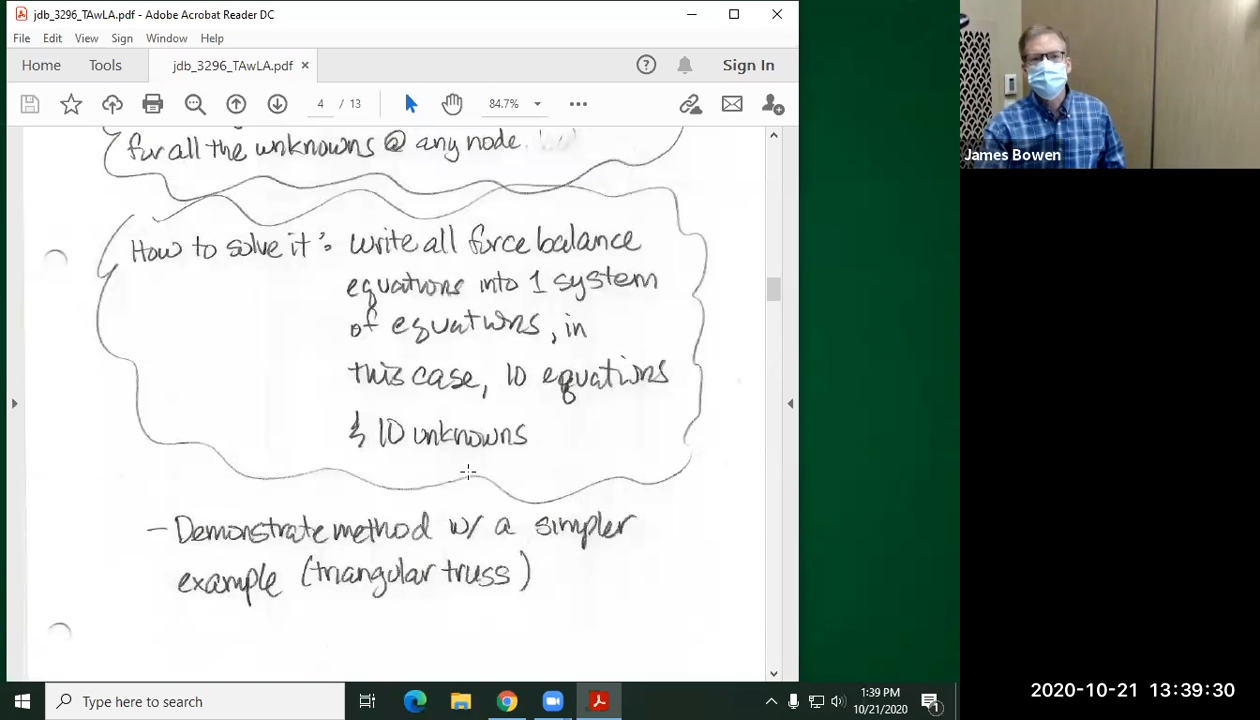 jdb_3296_TAwLA.pdf - Adobe Acrobat Reader DC
File Edit View Sign Window Help
Home Tools jdb_3296_TAwLA.pdf × Sign In
4 / 13 84.7%
for all the unknowns @ any node.
How to solve it: Write all force balance
equations into 1 system
of equations, in
this case, 10 equations
& 10 unknowns
- Demonstrate method w/ a simpler
example (triangular truss)
James Bowen
Type here to search
1:39 PM
10/21/2020
1
2020-10-21 13:39:30